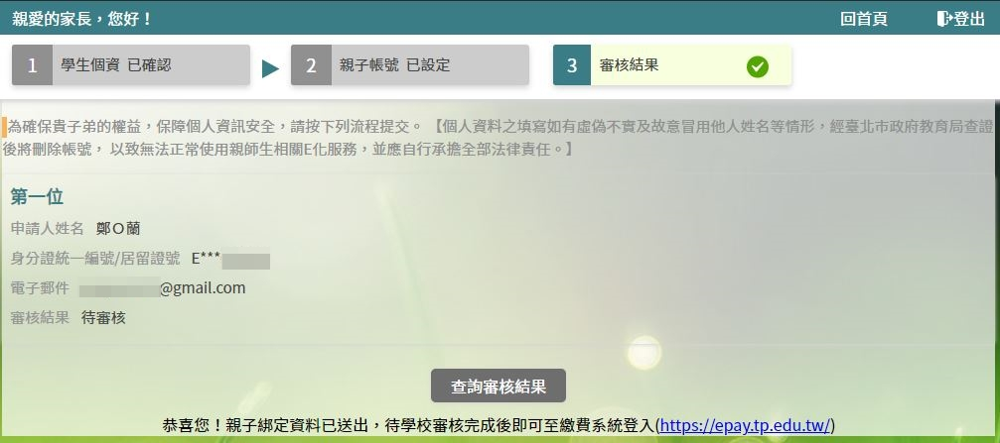 親愛的家長，您好！ 回首頁 登出
1 學生個資 已確認 2 親子帳號 已設定 3 審核結果
為確保貴子弟的權益，保障個人資訊安全，請按下列流程提交。【個人資料之填寫如有虛偽不實及故意冒用他人姓名等情形，經臺北市政府教育局查證
後將刪除帳號， 以致無法正常使用親師生相關E化服務，並應自行承擔全部法律責任。】
第一位
申請人姓名 鄭O蘭
身分證統一編號/居留證號 E***
電子郵件 @gmail.com
審核結果 待審核
查詢審核結果
恭喜您！親子綁定資料已送出，待學校審核完成後即可至繳費系統登入(https://epay.tp.edu.tw/)